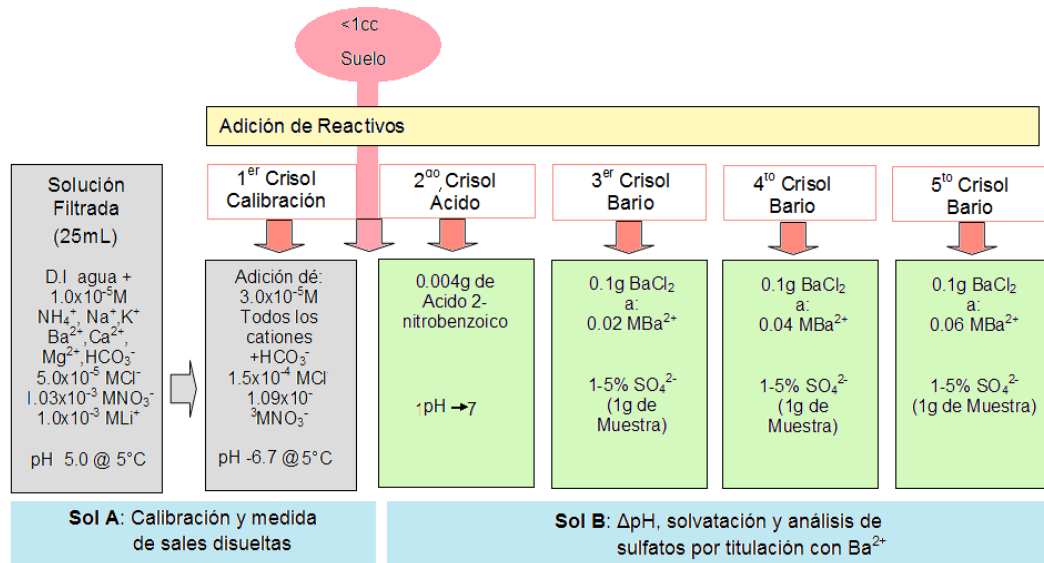 <1cc
Suelo
Adición de Reactivos
Solución
Filtrada
(25mL)
D.I agua +
1.0x10⁻⁵M
NH₄⁺, Na⁺,K⁺
Ba²⁺,Ca²⁺,
Mg²⁺,HCO₃⁻
5.0x10⁻⁵ MCl⁻
1.03x10⁻³ MNO₃⁻
1.0x10⁻³ MLi⁺
pH 5.0 @ 5°C
1ᵉʳ Crisol
Calibración
Adición dé:
3.0x10⁻⁵M
Todos los
cationes
+HCO₃⁻
1.5x10⁻⁴ MCl
1.09x10⁻
³MNO₃⁻
pH -6.7 @5°C
2ᵈᵒ, Crisol
Acido
0.004g de
Acido 2-
nitrobenzoico
↑pH →7
3ᵉʳ Crisol
Bario
0.1g BaCl₂
a:
0.02 MBa²⁺
1-5% SO₄²⁻
(1g de
Muestra)
4ᵗᵒ Crisol
Bario
0.1g BaCl₂
a:
0.04 MBa²⁺
1-5% SO₄²⁻
(1g de
Muestra)
5ᵗᵒ Crisol
Bario
0.1g BaCl₂
a:
0.06 MBa²⁺
1-5% SO₄²⁻
(1g de Muestra)
Sol A: Calibración y medida
de sales disueltas
Sol B: ΔpH, solvatación y análisis de
sulfatos por titulación con Ba²⁺